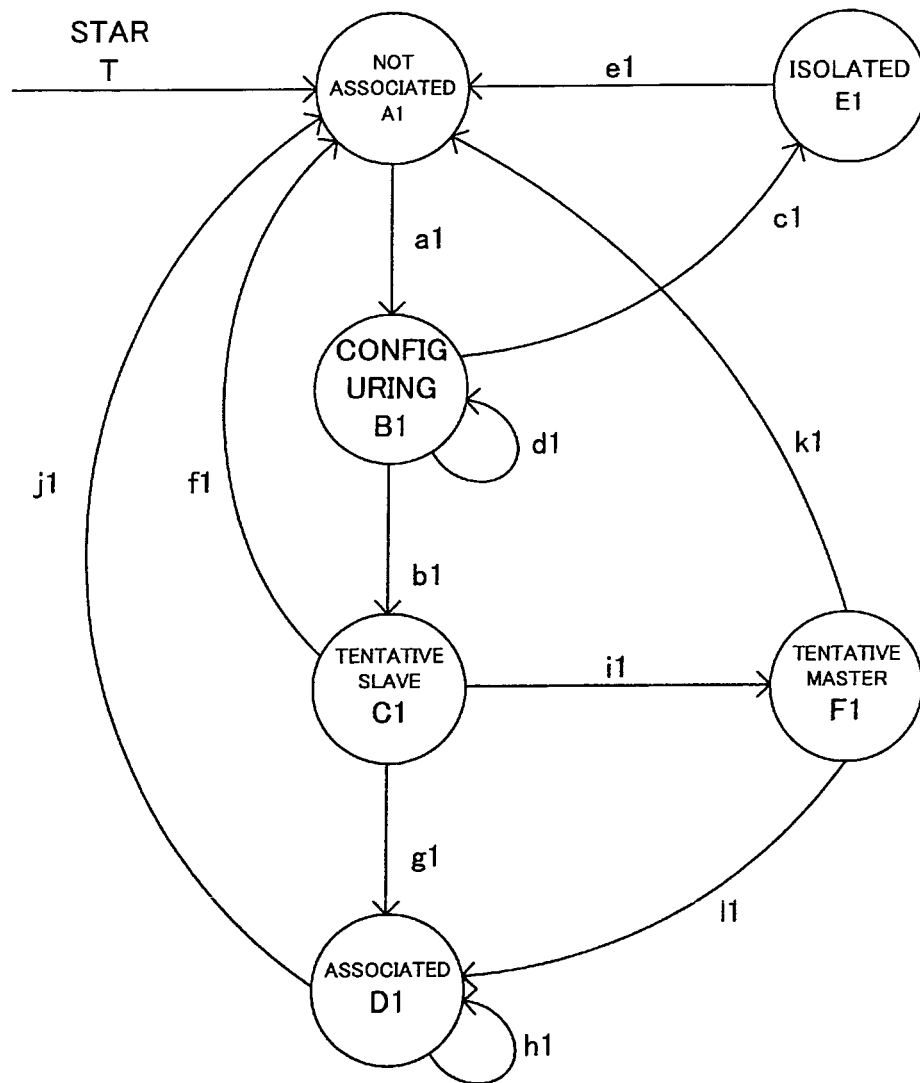 STAR
T
NOT
ASSOCIATED
A1
e1
ISOLATED
E1
a1
c1
CONFIG
URING
B1
d1
k1
j1
f1
b1
TENTATIVE
SLAVE
C1
i1
TENTATIVE
MASTER
F1
g1
l1
ASSOCIATED
D1
h1